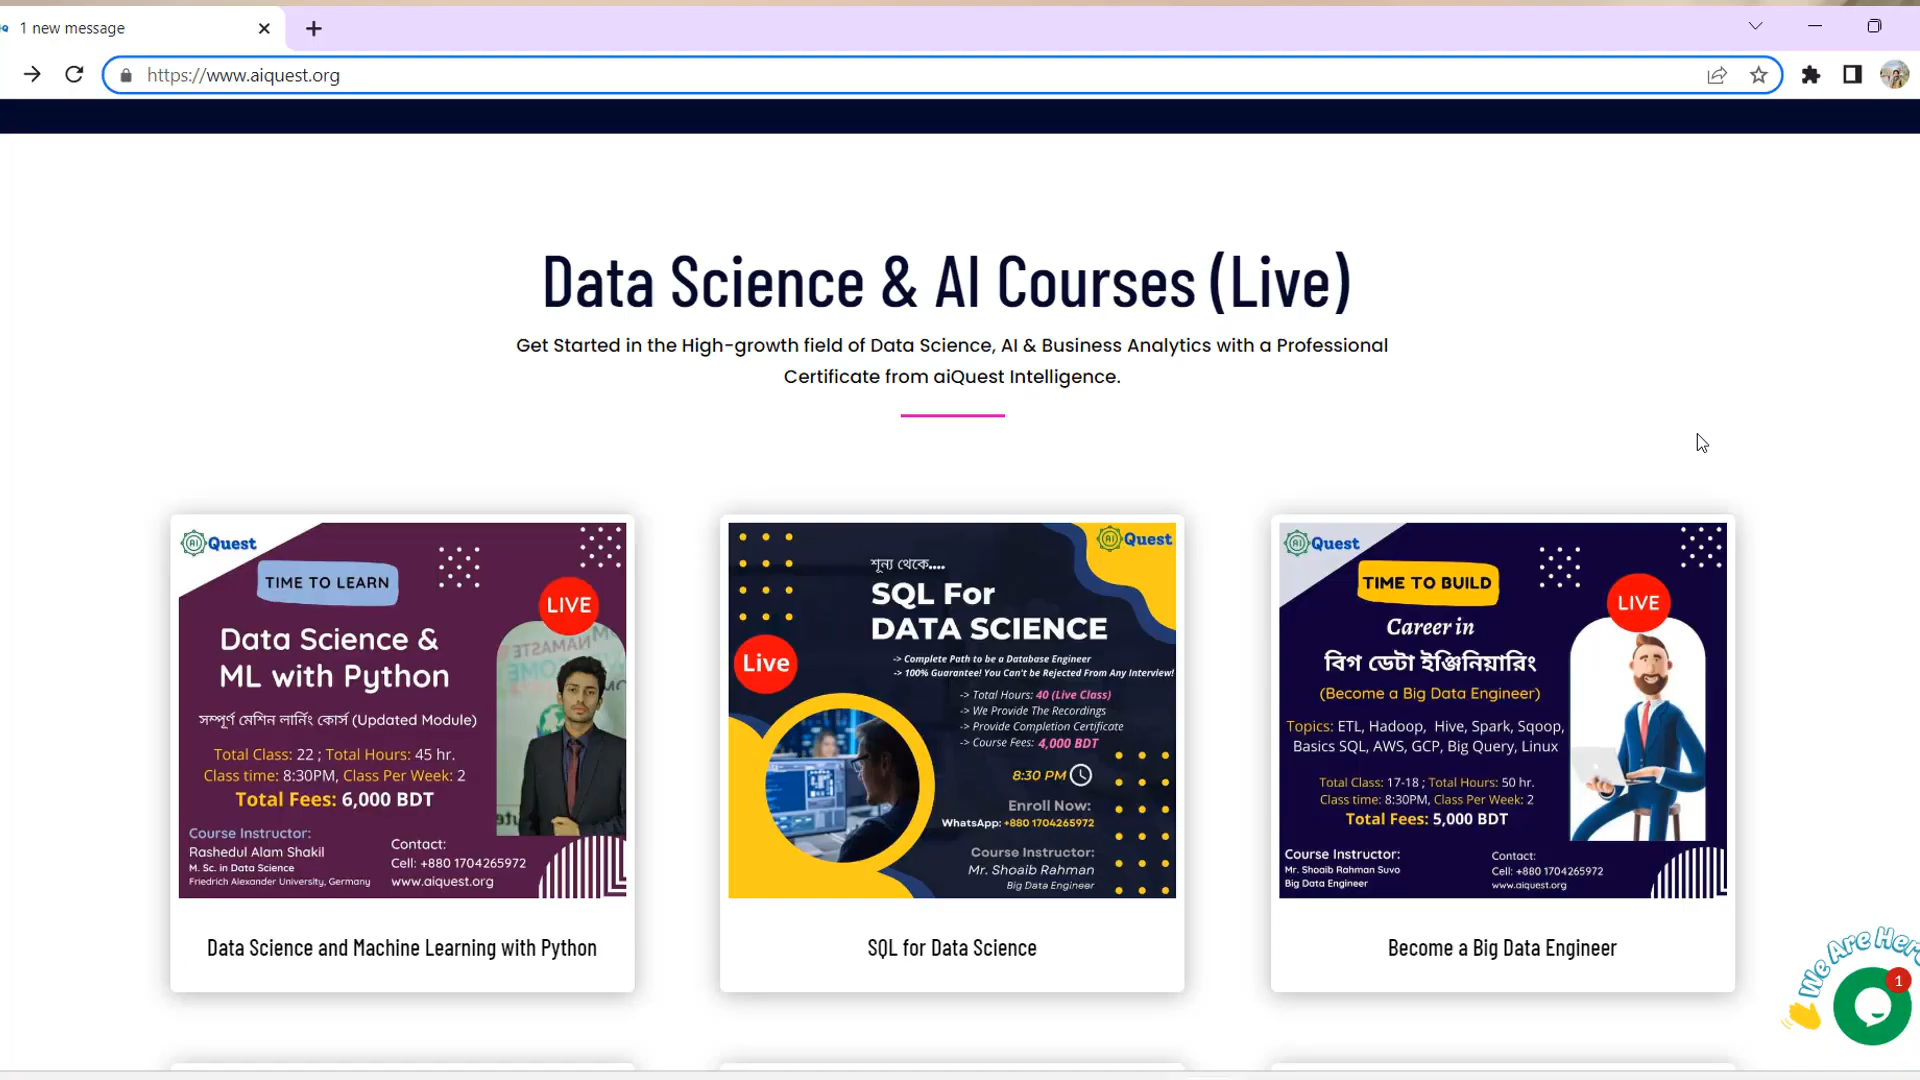 1 new message
https://www.aiquest.org
Data Science & AI Courses (Live)
Get Started in the High-growth field of Data Science, AI & Business Analytics with a Professional
Certificate from aiQuest Intelligence.
AI Quest
TIME TO LEARN
LIVE
Data Science &
ML with Python
সম্পূর্ণ মেশিন লার্নিং কোর্স (Updated Module)
Total Class: 22 ; Total Hours: 45 hr.
Class time: 8:30PM, Class Per Week: 2
Total Fees: 6,000 BDT
Course Instructor:
Rashedul Alam Shakil
M. Sc. in Data Science
Friedrich Alexander University, Germany
Contact:
Cell: +880 1704265972
www.aiquest.org
Data Science and Machine Learning with Python
AI Quest
শূন্য থেকে....
SQL For
DATA SCIENCE
Live
-> Complete Path to be a Database Engineer
-> 100% Guarantee! You Can't be Rejected From Any Interview!
-> Total Hours: 40 (Live Class)
-> We Provide The Recordings
-> Provide Completion Certificate
-> Course Fees: 4,000 BDT
8:30 PM
Enroll Now:
WhatsApp: +880 1704265972
Course Instructor:
Mr. Shoaib Rahman
Big Data Engineer
SQL for Data Science
AI Quest
TIME TO BUILD
LIVE
Career in
বিগ ডেটা ইঞ্জিনিয়ারিং
(Become a Big Data Engineer)
Topics: ETL, Hadoop, Hive, Spark, Sqoop,
Basics SQL, AWS, GCP, Big Query, Linux
Total Class: 17-18 ; Total Hours: 50 hr.
Class time: 8:30PM, Class Per Week: 2
Total Fees: 5,000 BDT
Course Instructor:
Mr. Shoaib Rahman Suvo
Big Data Engineer
Contact:
Cell: +880 1704265972
www.aiquest.org
Become a Big Data Engineer
We Are Here
1